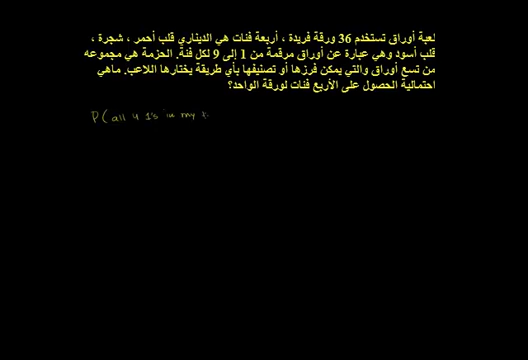 لعبة أوراق تستخدم 36 ورقة فريدة ، أربعة فئات هي الديناري قلب أحمر ، شجرة ،
قلب أسود وهي عبارة عن أوراق مرقمة من 1 إلى 9 لكل فئة. الحزمة هي مجموعه
من تسع أوراق والتي يمكن فرزها أو تصنيفها بأي طريقة يختارها اللاعب. ماهي
احتمالية الحصول على الأربع فئات لورقة الواحد؟
P( all 4 1's in my